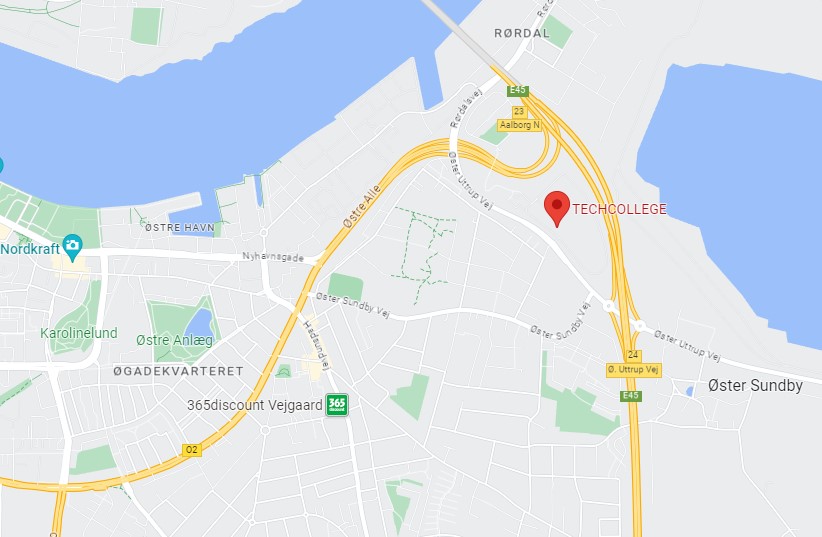 RØRDAL
E45
23
Aalborg N
Rørdalsvej
Øster Uttrup Vej
Østre Alle
TECHCOLLEGE
ØSTRE HAVN
Nordkraft
Nyhavnsgade
Øster Sundby Vej
Øster Sundby Vej
Øster Uttrup Vej
Karolinelund
Østre Anlæg
Hadsundvej
24
Ø. Uttrup Vej
ØGADEKVARTERET
Øster Sundby
E45
365discount Vejgaard
365
O2